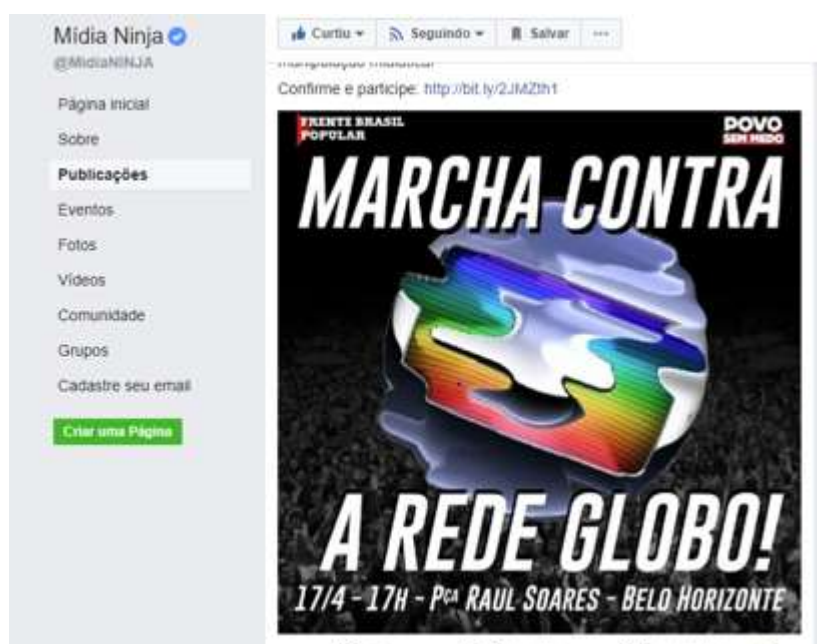 Mídia Ninja
@MidiaNINJA
Página inicial
Sobre
Publicações
Eventos
Fotos
Vídeos
Comunidade
Grupos
Cadastre seu email
Criar uma Página
Curtiu
Seguindo
Salvar
Confirme e participe: http://bit.ly/2JMZth1
FRENTE BRASIL
POPULAR
POVO
SEM MEDO
MARCHA CONTRA
A REDE GLOBO!
17/4 - 17H - Pça RAUL SOARES - BELO HORIZONTE